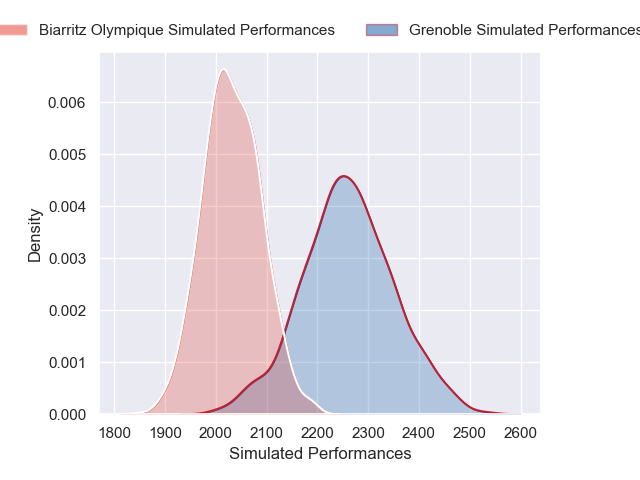 Biarritz Olympique Simulated Performances
Grenoble Simulated Performances
0.006
0.005
0.004
0.003
0.002
0.001
0.000
Density
1800 1900 2000 2100 2200 2300 2400 2500 2600
Simulated Performances